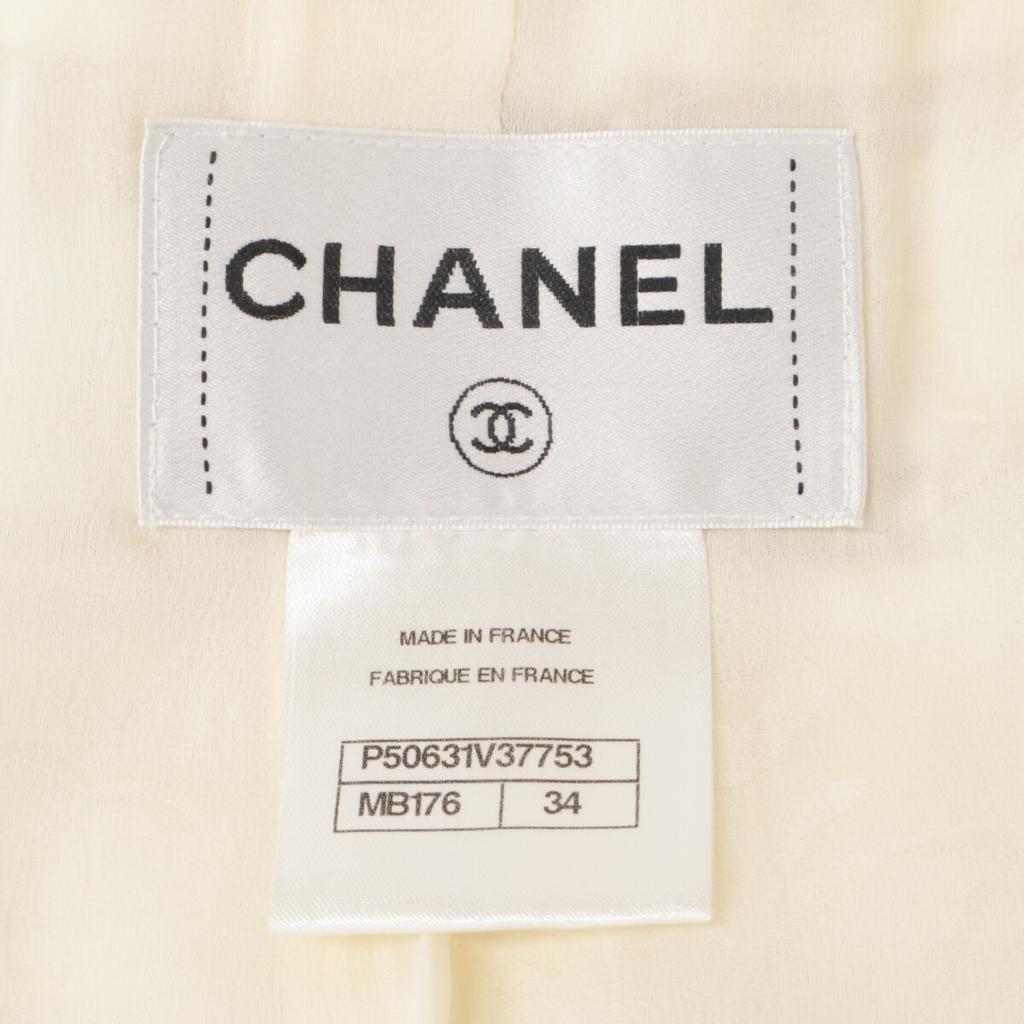 CHANEL
MADE IN FRANCE
FABRIQUE EN FRANCE
P50631V37753
MB176 34